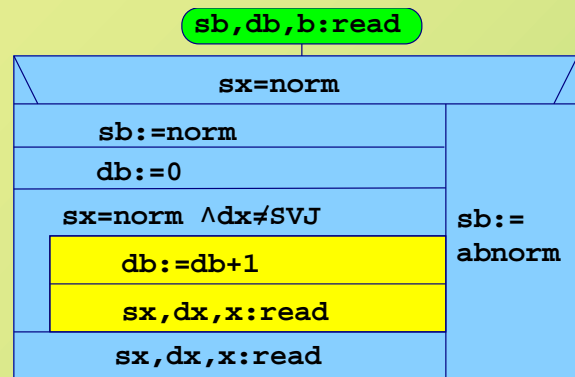 sb,db,b:read
sx=norm
sb:=norm
db:=0
sx=norm ∧dx≠SVJ
db:=db+1
sx,dx,x:read
sx,dx,x:read
sb:=
abnorm